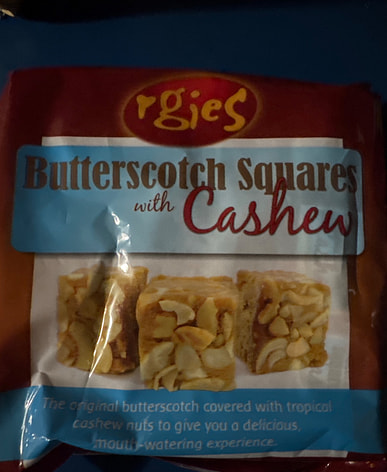 rgies
Butterscotch Squares
with Cashew
The original butterscotch covered with tropical
cashew nuts to give you a delicious,
mouth-watering experience.